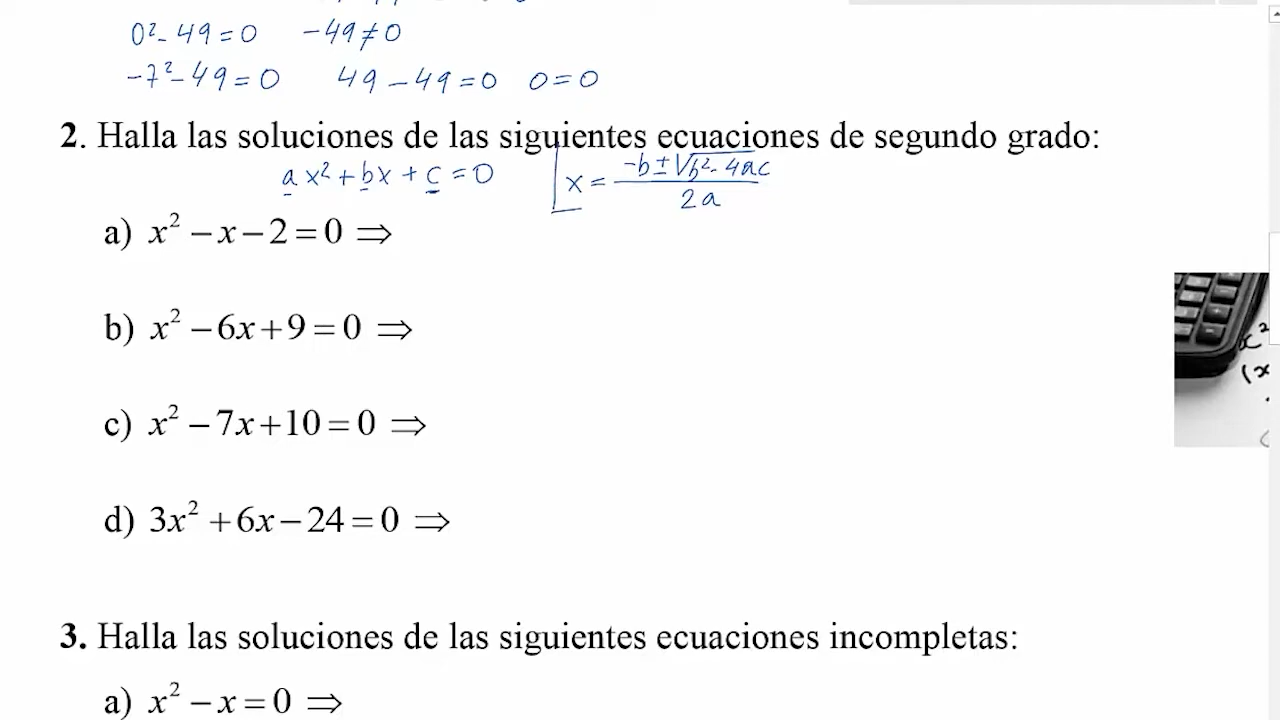 0² - 49 = 0 -49 ≠ 0
-7² - 49 = 0 49 - 49 = 0 0 = 0
2. Halla las soluciones de las siguientes ecuaciones de segundo grado:
ax² + bx + c = 0 x = (-b ± √(b² - 4ac)) / 2a
a) x² - x - 2 = 0 ⇒
b) x² - 6x + 9 = 0 ⇒
c) x² - 7x + 10 = 0 ⇒
d) 3x² + 6x - 24 = 0 ⇒
3. Halla las soluciones de las siguientes ecuaciones incompletas:
a) x² - x = 0 ⇒